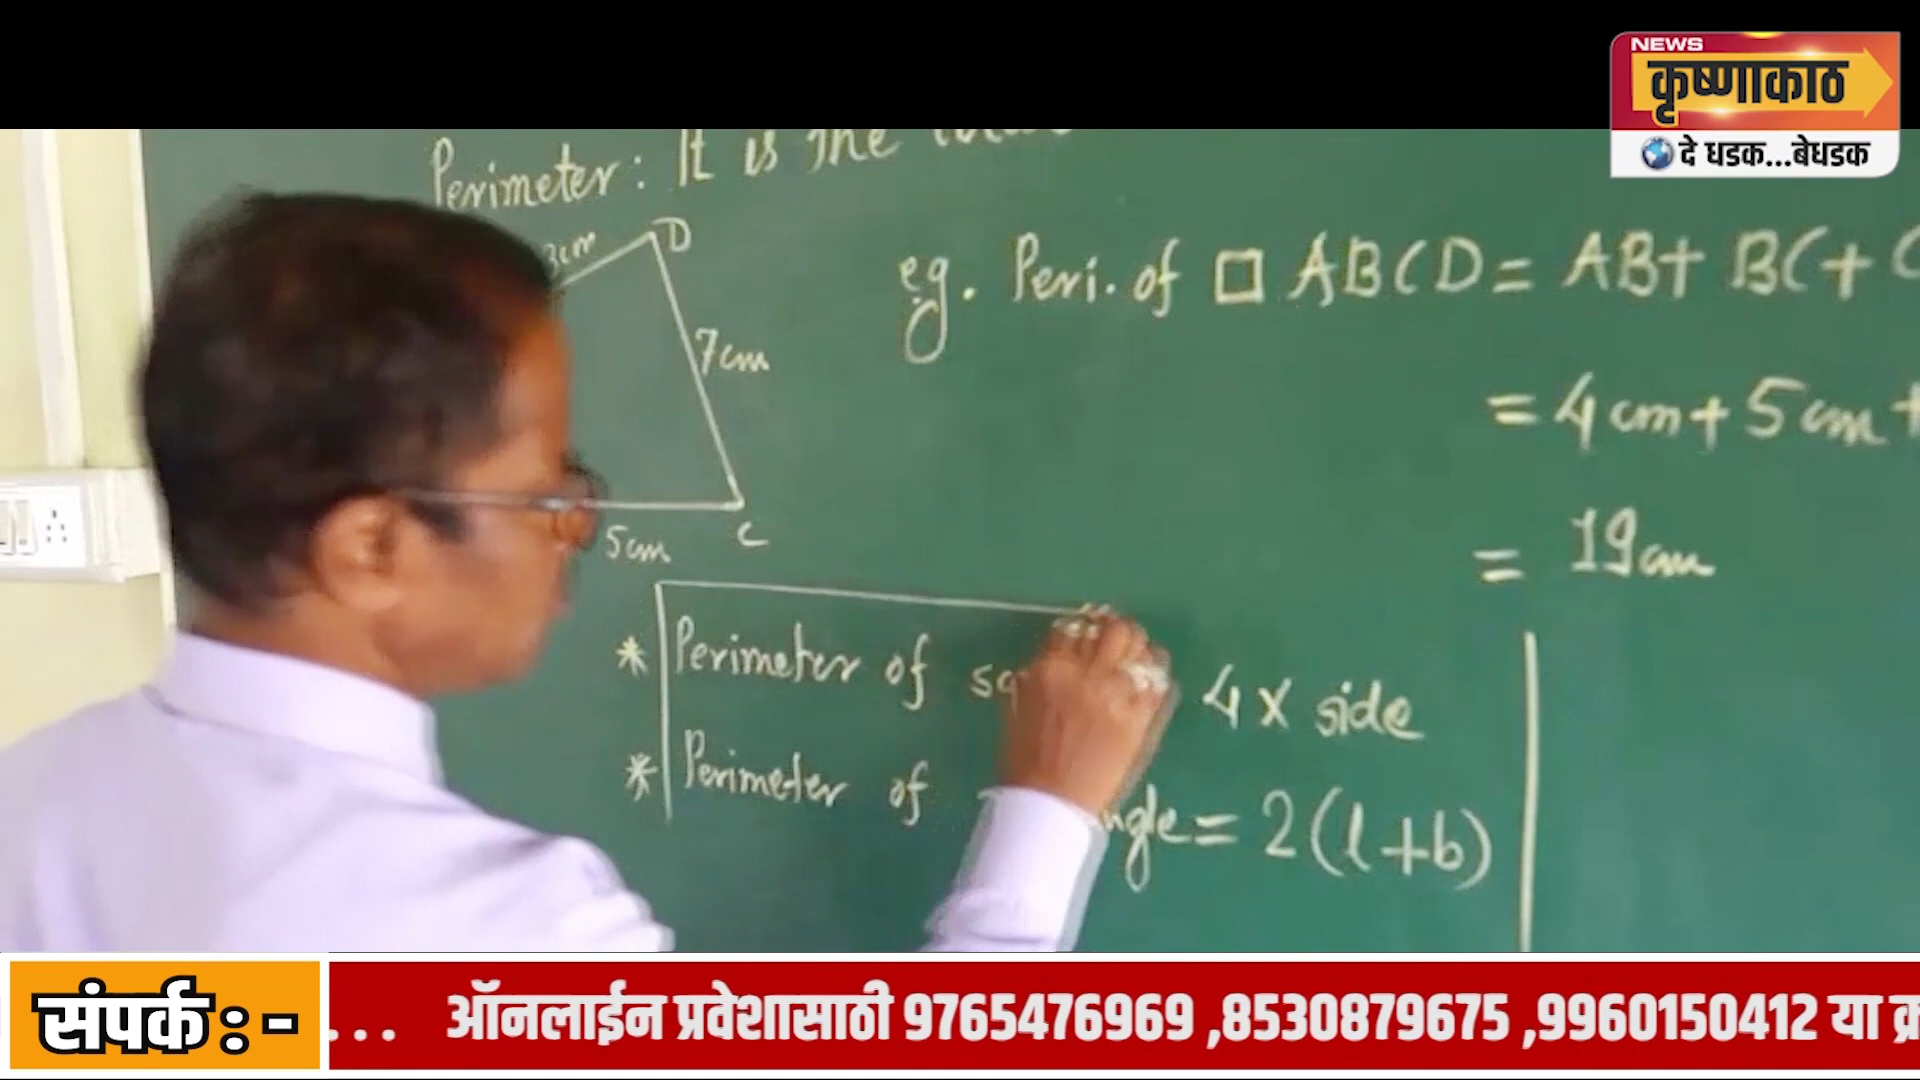 NEWS
कृष्णाकाठ
दे धडक...बेधडक
Perimeter: It is the
3cm
D
7cm
5cm
C
eg. Peri. of □ ABCD = AB+ BC+
= 4cm + 5cm +
= 19cm
* Perimeter of 4 x side
* Perimeter of = 2 (l+b)
संपर्क : -
... ऑनलाईन प्रवेशासाठी 9765476969 ,8530879675 ,9960150412 या